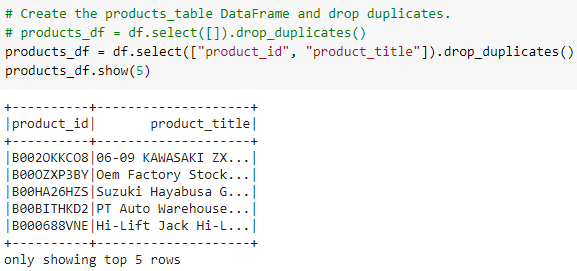 # Create the products_table DataFrame and drop duplicates.
# products_df = df.select([]).drop_duplicates()
products_df = df.select(["product_id", "product_title"]).drop_duplicates()
products_df.show(5)
+----------+--------------------+
|product_id|       product_title|
+----------+--------------------+
|B002OKKCO8|06-09 KAWASAKI ZX...|
|B00OZXP3BY|Oem Factory Stock...|
|B00HA26HZS|Suzuki Hayabusa G...|
|B00BITHKD2|PT Auto Warehouse...|
|B000688VNE|Hi-Lift Jack Hi-L...|
+----------+--------------------+
only showing top 5 rows